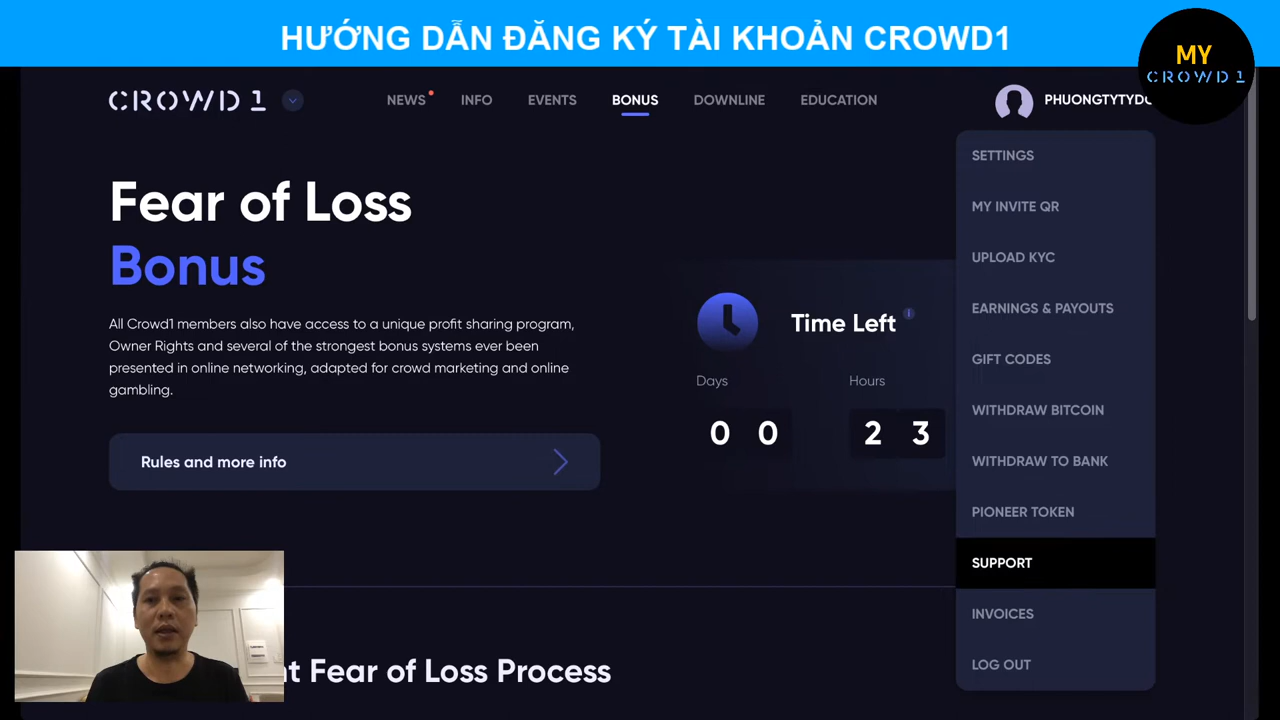 HƯỚNG DẪN ĐĂNG KÝ TÀI KHOẢN CROWD1
MY
CROWD1
CROWD1
NEWS
INFO
EVENTS
BONUS
DOWNLINE
EDUCATION
PHUONGTYTYDO
Fear of Loss
Bonus
All Crowd1 members also have access to a unique profit sharing program,
Owner Rights and several of the strongest bonus systems ever been
presented in online networking, adapted for crowd marketing and online
gambling.
Rules and more info
Time Left
Days
Hours
0 0
2 3
SETTINGS
MY INVITE QR
UPLOAD KYC
EARNINGS & PAYOUTS
GIFT CODES
WITHDRAW BITCOIN
WITHDRAW TO BANK
PIONEER TOKEN
SUPPORT
INVOICES
LOG OUT
nt Fear of Loss Process